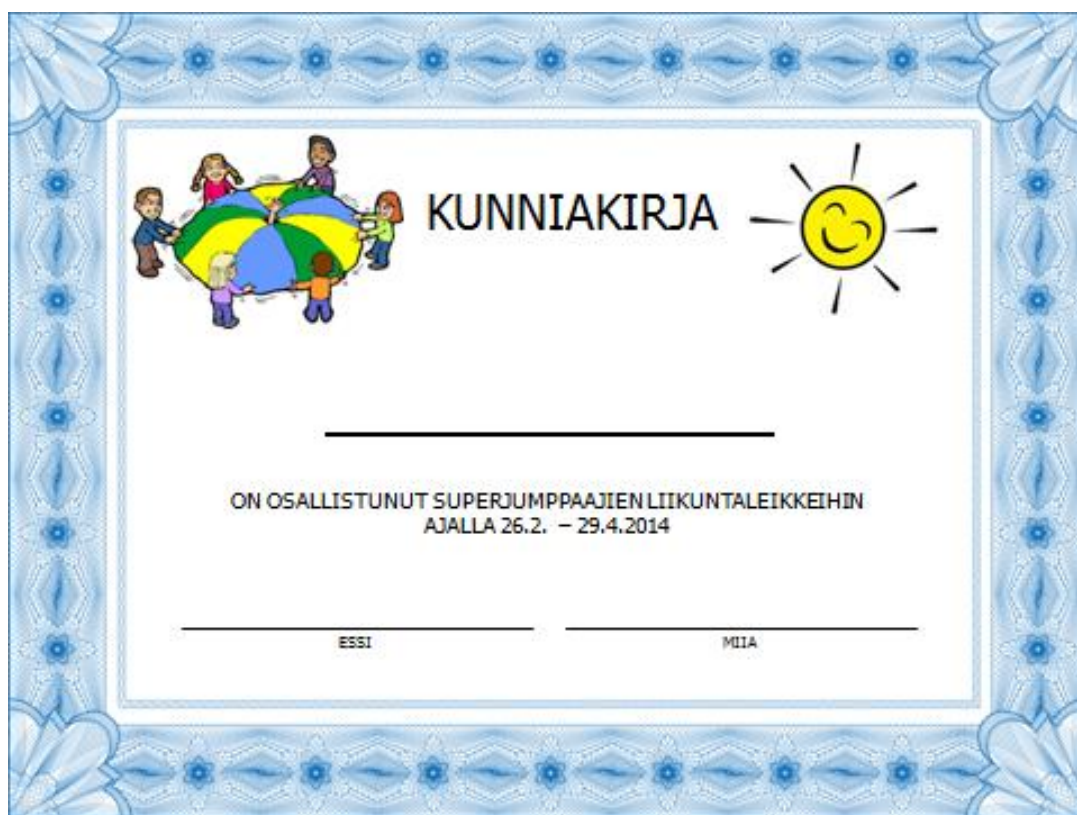 KUNNIAKIRJA
ON OSALLISTUNUT SUPERJUMPPAAJIEN LIIKUNTALEIKKEIHIN
AJALLA 26.2. – 29.4.2014
ESSI
MIIA